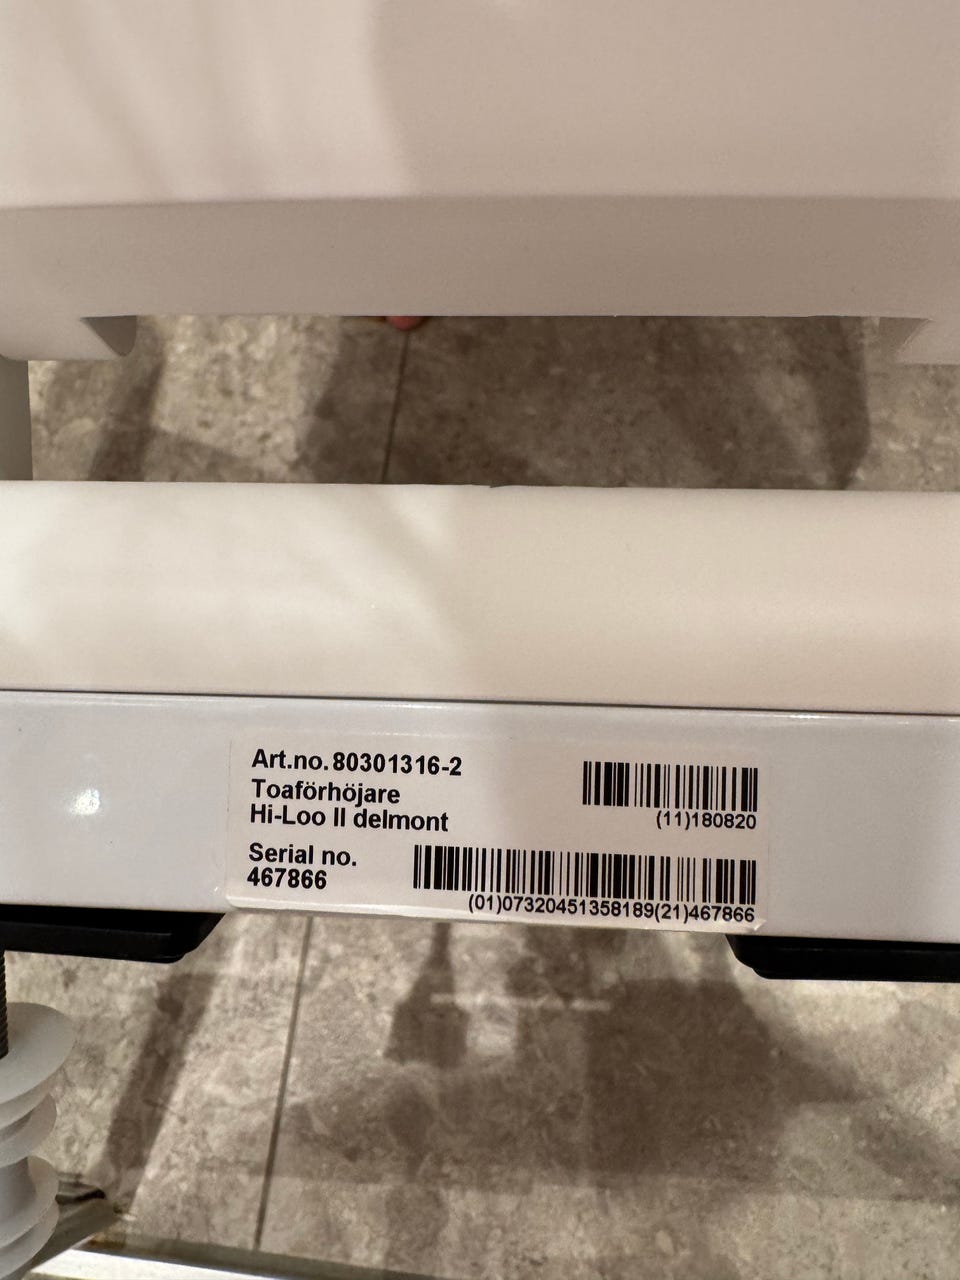 Art.no. 80301316-2
Toaförhöjare
Hi-Loo II delmont
(11)180820
Serial no.
467866
(01)07320451358189(21)467866